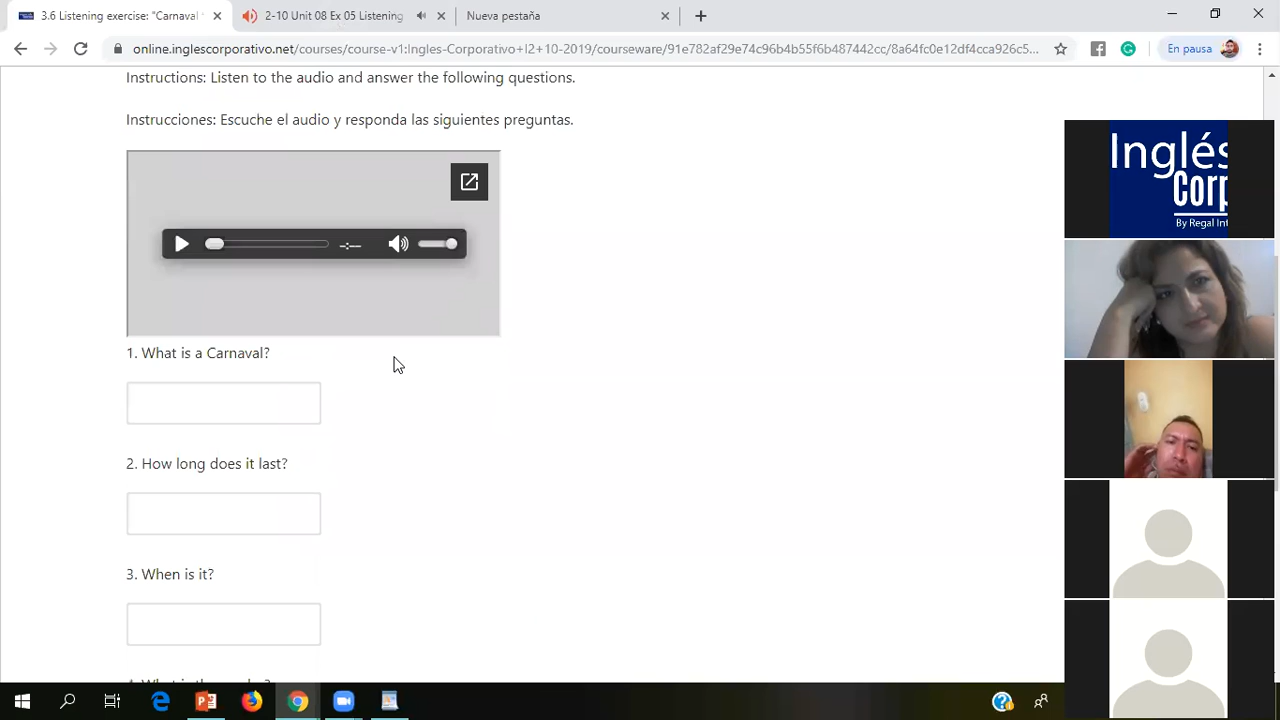 3.6 Listening exercise: "Carnaval
2-10 Unit 08 Ex 05 Listening
Nueva pestaña
online.inglescorporativo.net/courses/course-v1:Ingles-Corporativo+I2+10-2019/courseware/91e782af29e74c96b4b55f6b487442cc/8a64fc0e12df4cca926c5...
En pausa
Instructions: Listen to the audio and answer the following questions.
Instrucciones: Escuche el audio y responda las siguientes preguntas.
Inglés
Corp
By Regal Int
-:--
1. What is a Carnaval?
2. How long does it last?
3. When is it?